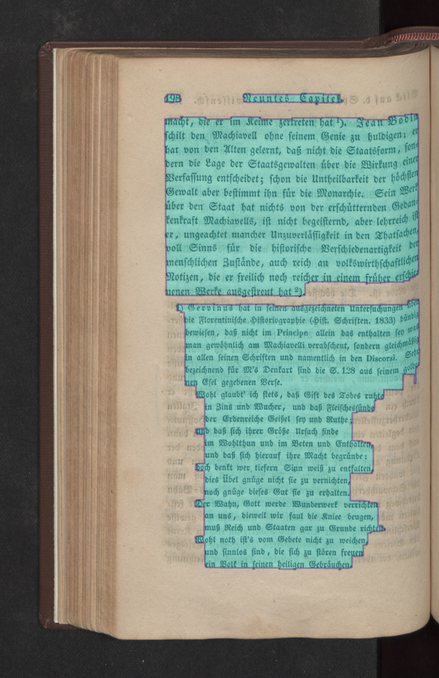 198 Neuntes Capitel.
macht, die er im Keime zertreten hat ¹). Jean Bodin
schilt den Machiavell ohne seinem Genie zu huldigen; er
hat von den Alten gelernt, daß nicht die Staatsform, son-
dern die Lage der Staatsgewalten über die Wirkung einer
Verfassung entscheidet; schon die Untheilbarkeit der höchsten
Gewalt aber bestimmt ihn für die Monarchie. Sein Werk
über den Staat hat nichts von der erschütternden Gedan-
kenkraft Machiavells, ist nicht begeisternd, aber lehrreich ist
er, ungeachtet mancher Unzuverlässigkeit in den Thatsachen,
voll Sinns für die historische Verschiedenartigkeit der
menschlichen Zustände, auch reich an volkswirthschaftlichen
Notizen, die er freilich noch reicher in einem früher erschie-
nenen Werke ausgestreut hat ²).
1) Gervinus hat in seinen ausgezeichneten Untersuchungen
die Florentinische Historiographie (Hist. Schriften. 1833) bündig
bewiesen, daß nicht im Principe allein das enthalten sey was
man gewöhnlich am Machiavelli verabscheut, sondern gleichmäßig
in allen seinen Schriften und namentlich in den Discorsi.
bezeichnend für M's Denkart sind die S. 128 aus seinem
nen Esel gegebenen Verse.
Wohl glaubt' ich stets, daß Gift des Todes ruhte
in Zins und Wucher, und daß Fleischessünde
der Erdenreiche Geißel sey und Ruthe;
und daß sich ihrer Größe Ursach finde
im Wohlthun und im Beten und Enthalten,
und daß sich hierauf ihre Macht begründe:
Doch denkt wer tiefern Sinn weiß zu entfalten,
dies Übel gnüge nicht sie zu vernichten,
noch gnüge dieses Gut sie zu erhalten.
Der Wahn, Gott werde Wunderwerk verrichten
an uns, dieweil wir faul die Kniee beugen,
muß Reich und Staaten gar zu Grunde richten.
Wohl noth ist's vom Gebete nicht zu weichen,
und sinnlos sind, die sich zu stören freuen
ein Volk in seinen heiligen Gebräuchen.